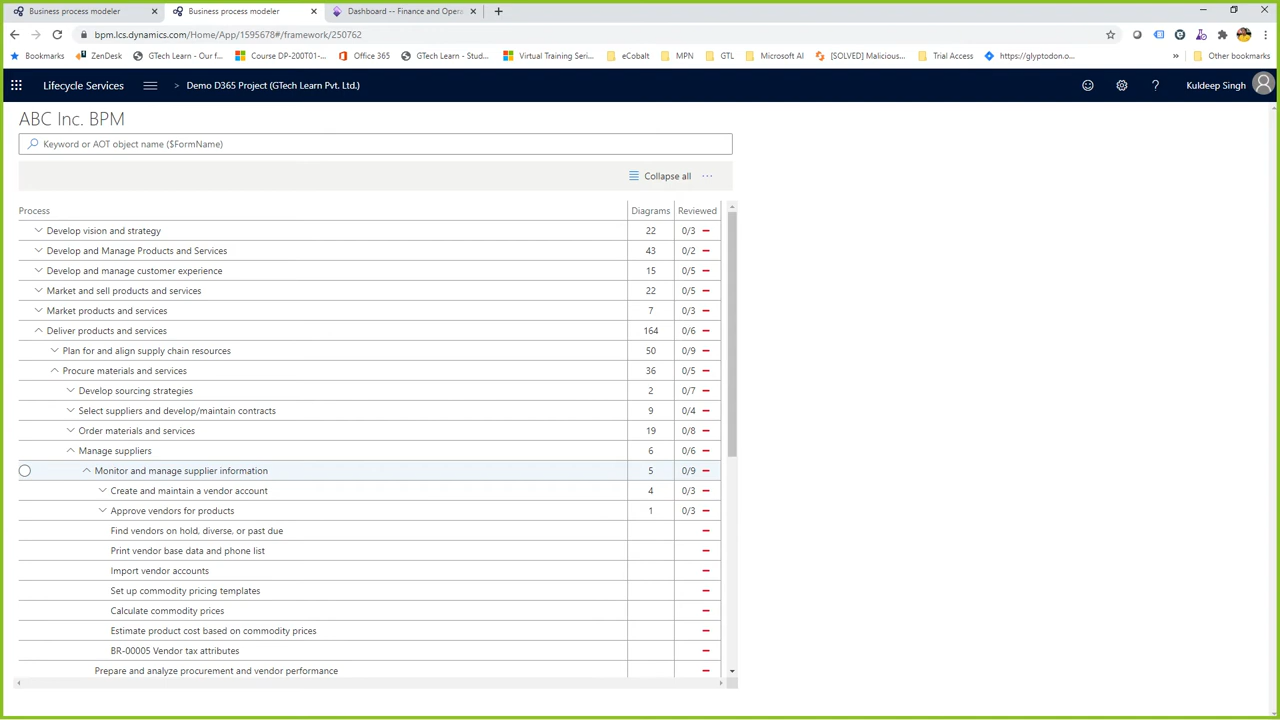 Business process modeler
Business process modeler
Dashboard -- Finance and Oper
bpm.lcs.dynamics.com/Home/App/1595678#/framework/250762
Bookmarks
ZenDesk
GTech Learn - Our f...
Course DP-200T01-...
Office 365
GTech Learn - Stud...
Virtual Training Seri...
eCobalt
MPN
GTL
Microsoft AI
[SOLVED] Malicious...
Trial Access
https://glyptodon.o...
Other bookmarks
Lifecycle Services > Demo D365 Project (GTech Learn Pvt. Ltd.)
Kuldeep Singh
ABC Inc. BPM
Keyword or AOT object name ($FormName)
Collapse all ...
Process Diagrams Reviewed
Develop vision and strategy 22 0/3
Develop and Manage Products and Services 43 0/2
Develop and manage customer experience 15 0/5
Market and sell products and services 22 0/5
Market products and services 7 0/3
Deliver products and services 164 0/6
Plan for and align supply chain resources 50 0/9
Procure materials and services 36 0/5
Develop sourcing strategies 2 0/7
Select suppliers and develop/maintain contracts 9 0/4
Order materials and services 19 0/8
Manage suppliers 6 0/6
Monitor and manage supplier information 5 0/9
Create and maintain a vendor account 4 0/3
Approve vendors for products 1 0/3
Find vendors on hold, diverse, or past due
Print vendor base data and phone list
Import vendor accounts
Set up commodity pricing templates
Calculate commodity prices
Estimate product cost based on commodity prices
BR-00005 Vendor tax attributes
Prepare and analyze procurement and vendor performance